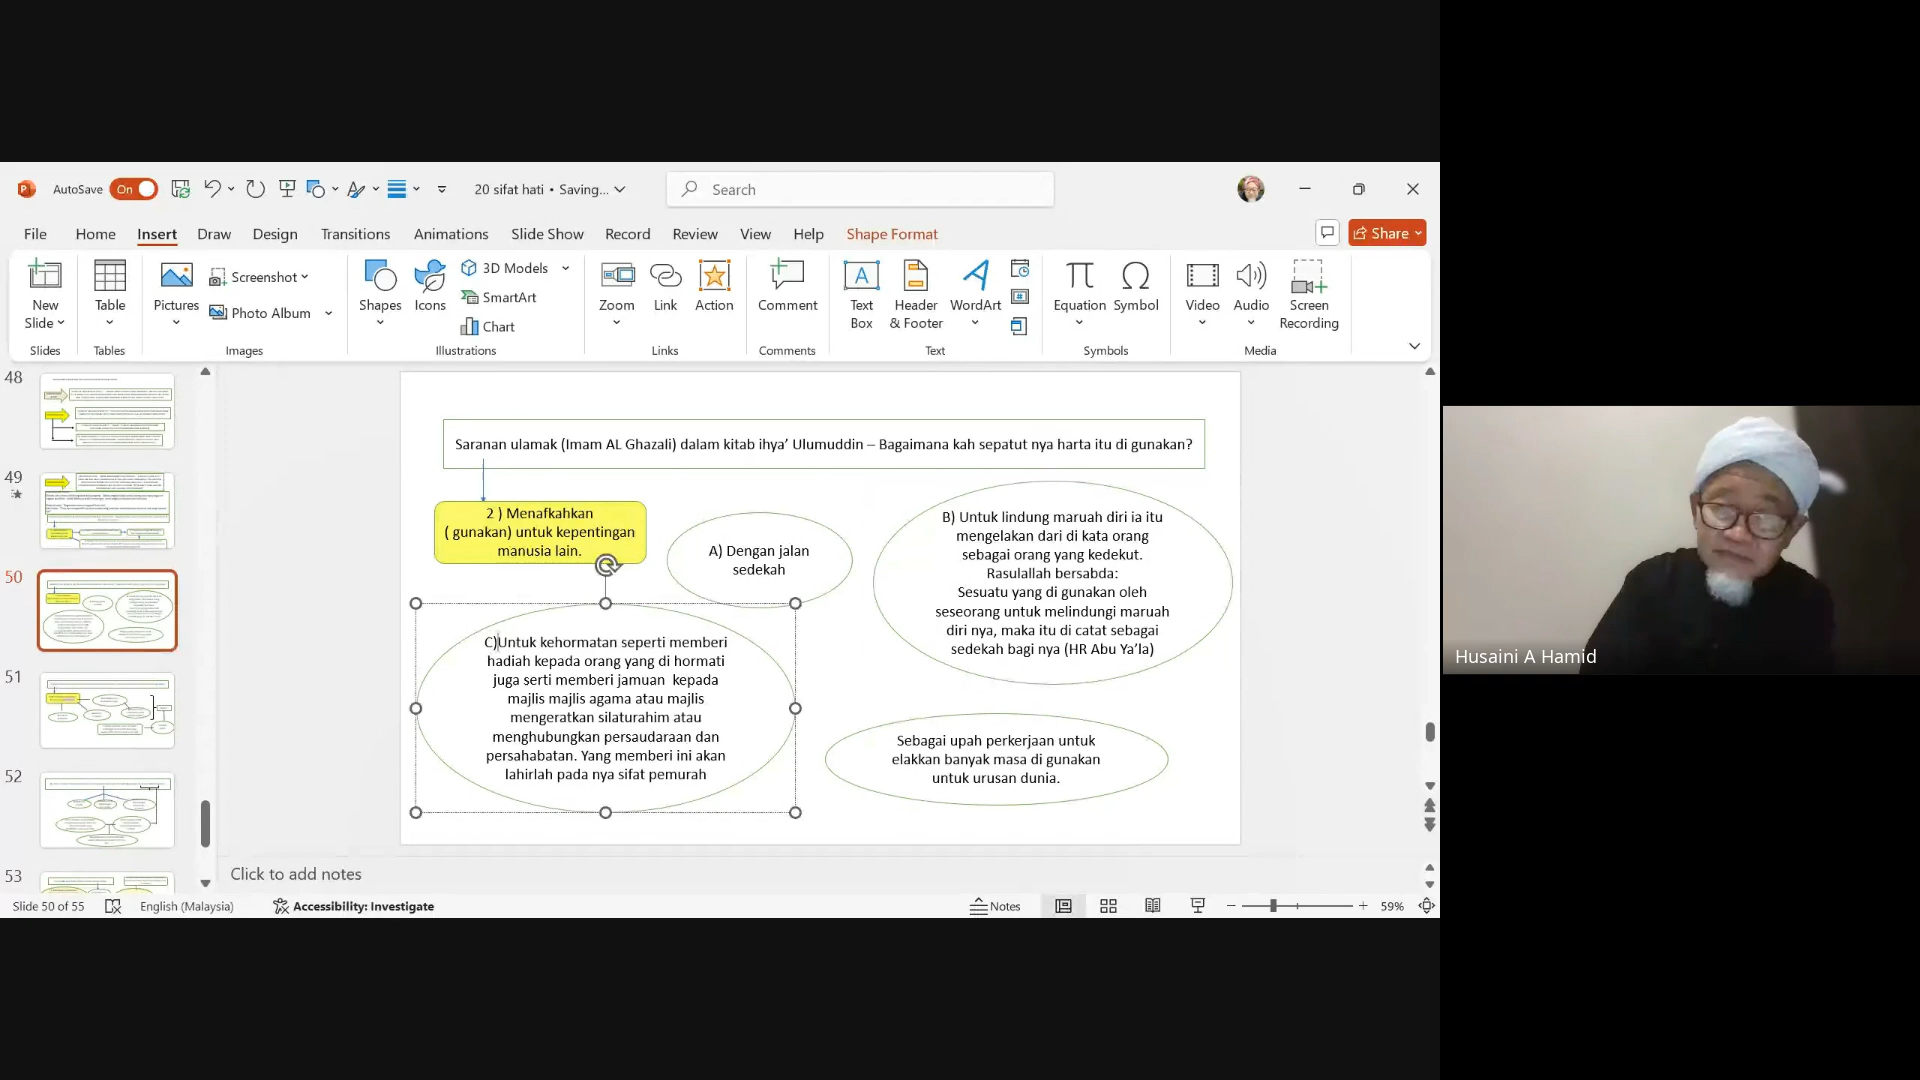 AutoSave On 20 sifat hati • Saving... Search
File Home Insert Draw Design Transitions Animations Slide Show Record Review View Help Shape Format Share
New Slide
Table
Pictures
Screenshot
Photo Album
Shapes
Icons
3D Models
SmartArt
Chart
Zoom
Link
Action
Comment
Text Box
Header & Footer
WordArt
Equation
Symbol
Video
Audio
Screen Recording
Slides Tables Images Illustrations Links Comments Text Symbols Media
48
49
50
51
52
53
Saranan ulamak (Imam AL Ghazali) dalam kitab ihya’ Ulumuddin – Bagaimana kah sepatut nya harta itu di gunakan?
2 ) Menafkahkan
( gunakan) untuk kepentingan
manusia lain.
A) Dengan jalan
sedekah
B) Untuk lindung maruah diri ia itu
mengelakan dari di kata orang
sebagai orang yang kedekut.
Rasulallah bersabda:
Sesuatu yang di gunakan oleh
seseorang untuk melindungi maruah
diri nya, maka itu di catat sebagai
sedekah bagi nya (HR Abu Ya’la)
C)Untuk kehormatan seperti memberi
hadiah kepada orang yang di hormati
juga serti memberi jamuan kepada
majlis majlis agama atau majlis
mengeratkan silaturahim atau
menghubungkan persaudaraan dan
persahabatan. Yang memberi ini akan
lahirlah pada nya sifat pemurah
Sebagai upah perkerjaan untuk
elakkan banyak masa di gunakan
untuk urusan dunia.
Click to add notes
Slide 50 of 55 English (Malaysia) Accessibility: Investigate Notes 59%
Husaini A Hamid